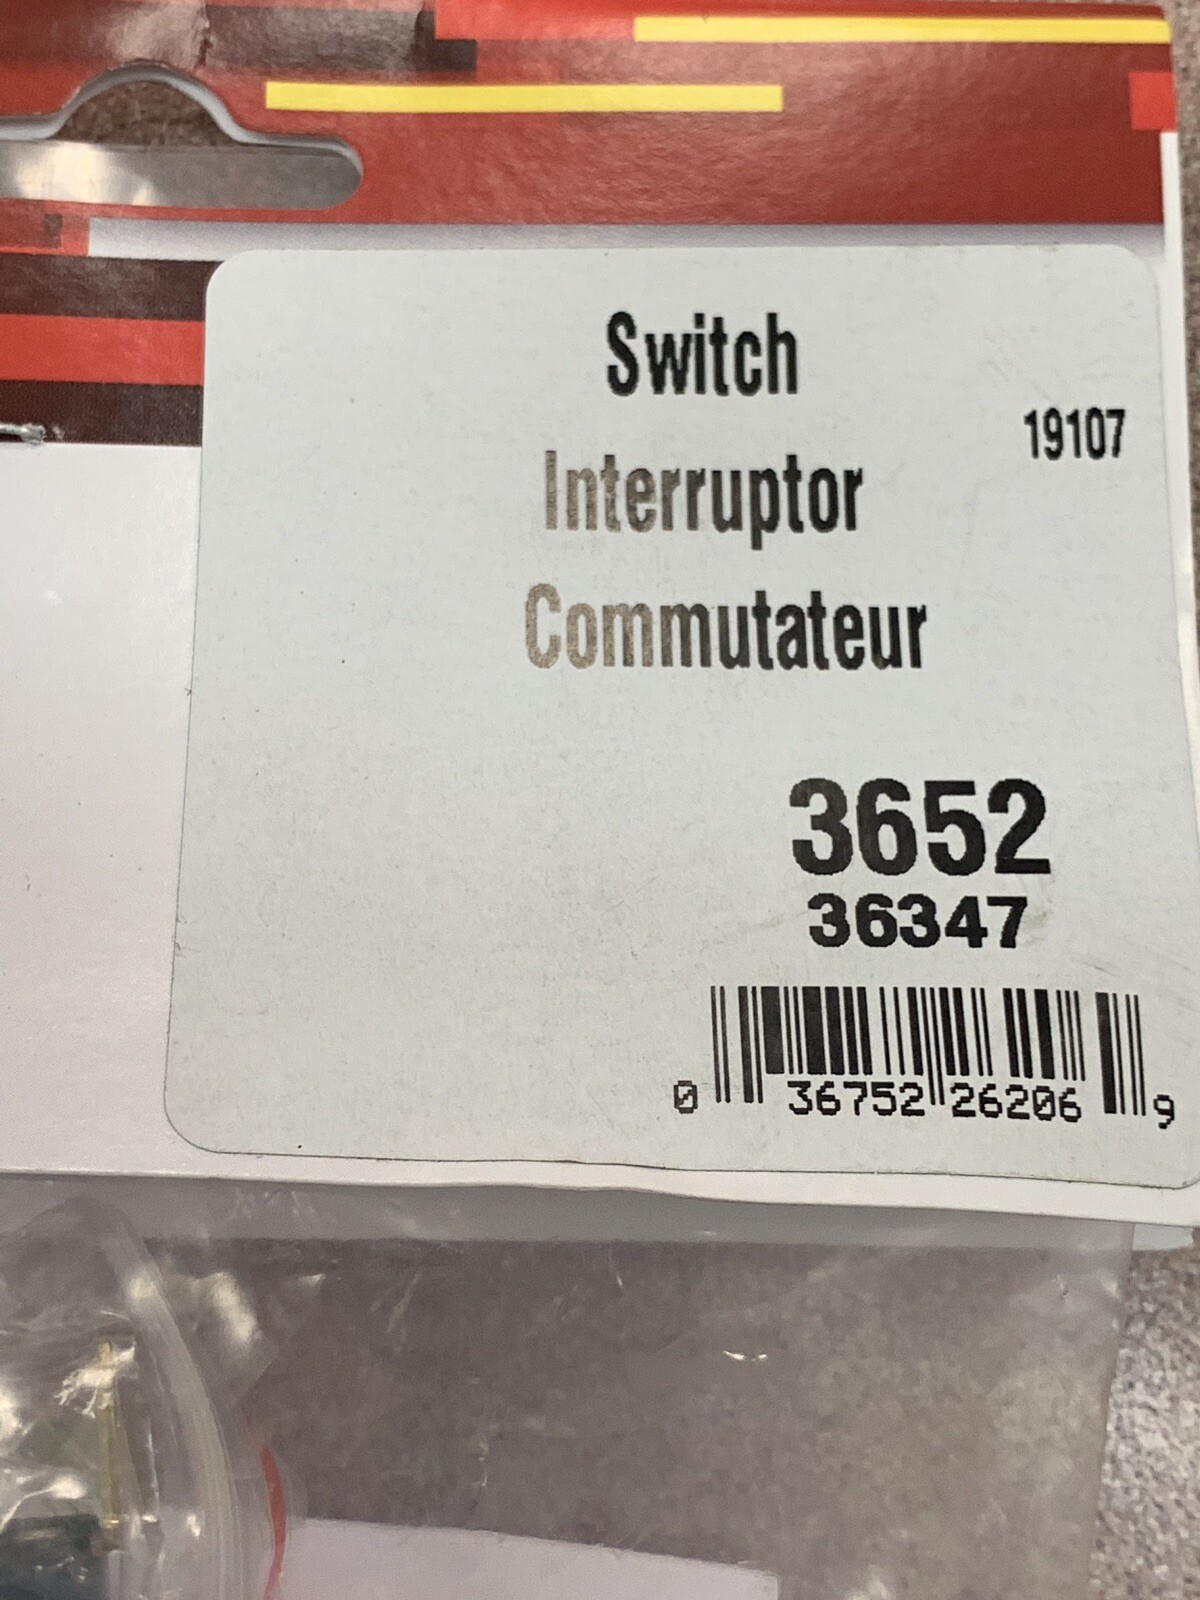 Switch
19107
Interruptor
Commutateur
3652
36347
0 36752 26206 9